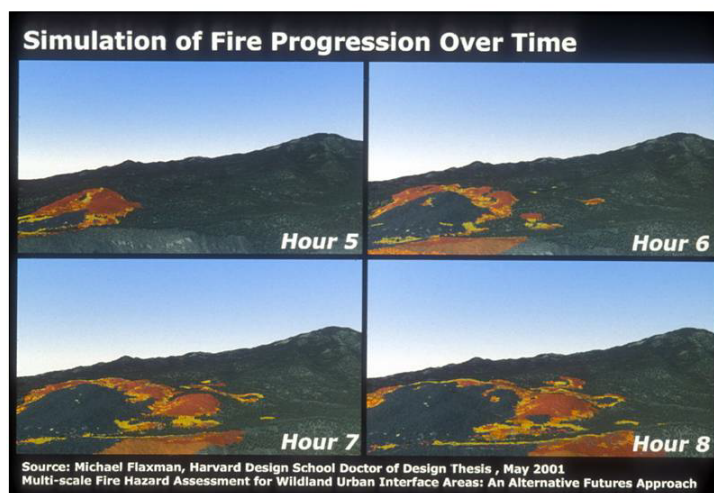 Simulation of Fire Progression Over Time
Hour 5
Hour 6
Hour 7
Hour 8
Source: Michael Flaxman, Harvard Design School Doctor of Design Thesis , May 2001
Multi-scale Fire Hazard Assessment for Wildland Urban Interface Areas: An Alternative Futures Approach